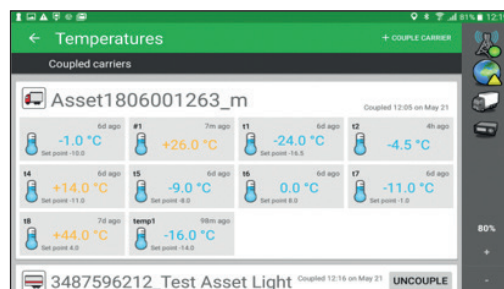 81% 12:19
← Temperatures + COUPLE CARRIER
Coupled carriers
Asset1806001263_m Coupled 12:05 on May 21
6d ago
-1.0 °C
Set point -10.0
#1 7m ago
+26.0 °C
t1 6d ago
-24.0 °C
Set point -16.5
t2 4h ago
-4.5 °C
t4 6d ago
+14.0 °C
Set point -11.0
t5 6d ago
-9.0 °C
Set point -8.0
t6 6d ago
0.0 °C
Set point 8.0
t7 6d ago
-11.0 °C
Set point -1.0
t8 7d ago
+44.0 °C
Set point 4.0
temp1 98m ago
-16.0 °C
Set point -14.0
80%
+
-
3487596212_Test Asset Light Coupled 12:16 on May 21 UNCOUPLE